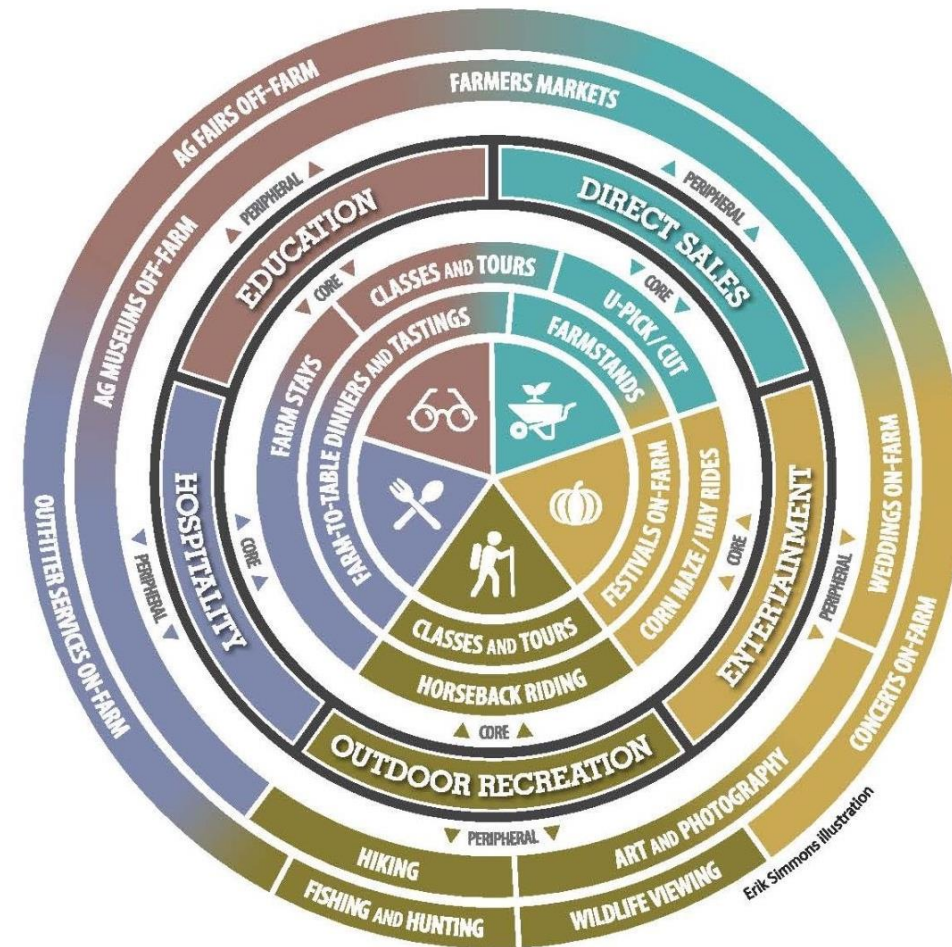 AG FAIRS OFF-FARM
FARMERS MARKETS
AG MUSEUMS OFF-FARM
▲ PERIPHERAL ▲
▲ PERIPHERAL ▲
EDUCATION
DIRECT SALES
▼ CORE ▼
▼ CORE ▼
CLASSES AND TOURS
U-PICK / CUT
FARM STAYS
FARM-TO-TABLE DINNERS AND TASTINGS
FARMSTANDS
HOSPITALITY
▲ CORE ▲
▼ PERIPHERAL ▼
OUTFITTER SERVICES ON-FARM
FESTIVALS ON-FARM
CORN MAZE / HAY RIDES
▲ CORE ▲
ENTERTAINMENT
▼ PERIPHERAL ▼
WEDDINGS ON-FARM
CONCERTS ON-FARM
CLASSES AND TOURS
HORSEBACK RIDING
▲ CORE ▲
OUTDOOR RECREATION
▼ PERIPHERAL ▼
HIKING
ART AND PHOTOGRAPHY
FISHING AND HUNTING
WILDLIFE VIEWING
Erik Simmons illustration